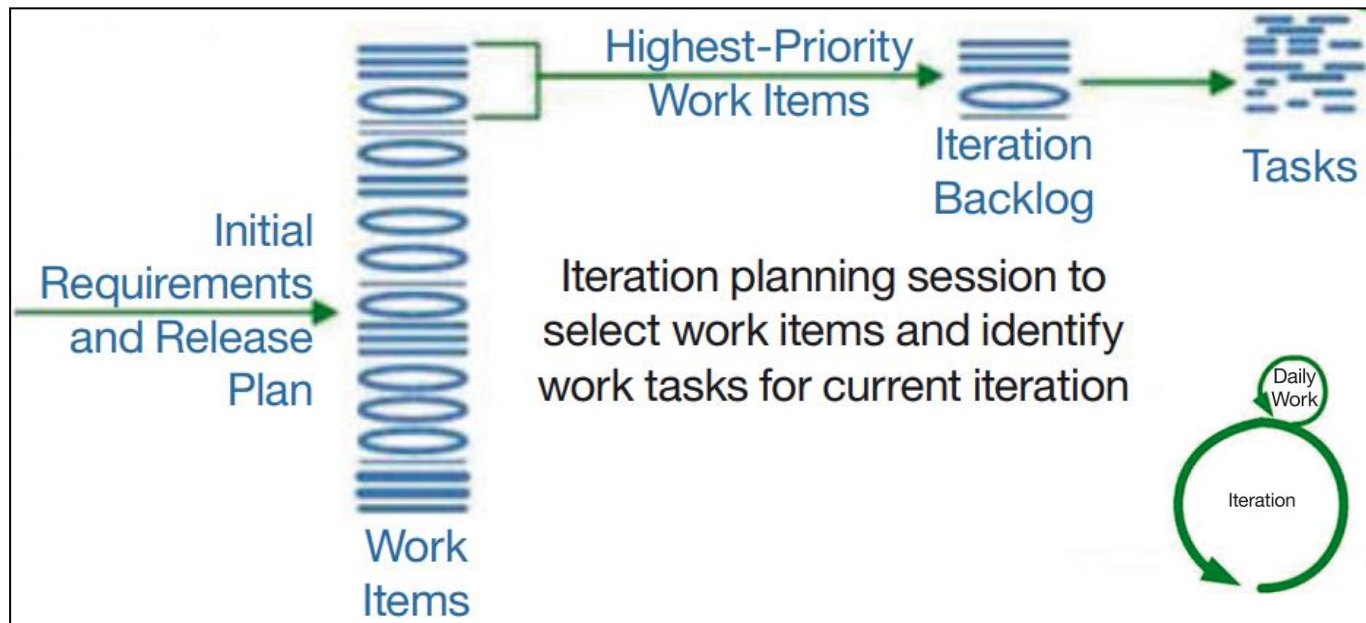 Initial
Requirements
and Release
Plan
Work
Items
Highest-Priority
Work Items
Iteration
Backlog
Tasks
Iteration planning session to
select work items and identify
work tasks for current iteration
Daily
Work
Iteration